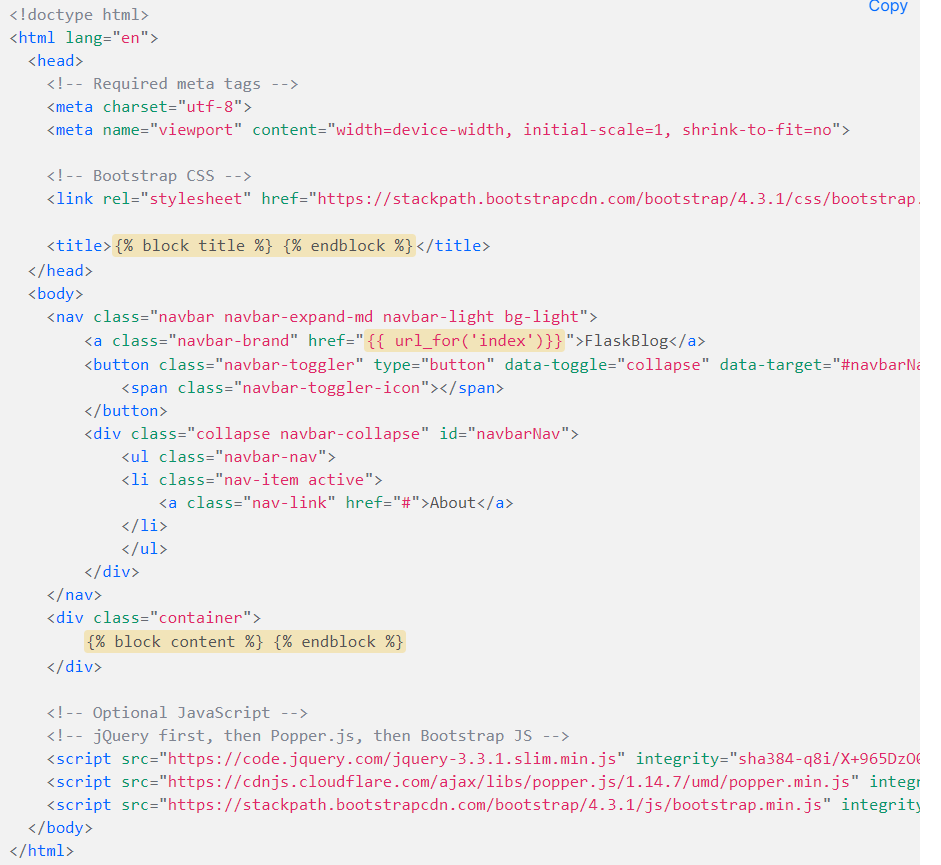 Copy
<!doctype html>
<html lang="en">
  <head>
    <!-- Required meta tags -->
    <meta charset="utf-8">
    <meta name="viewport" content="width=device-width, initial-scale=1, shrink-to-fit=no">

    <!-- Bootstrap CSS -->
    <link rel="stylesheet" href="https://stackpath.bootstrapcdn.com/bootstrap/4.3.1/css/bootstrap.

    <title>{% block title %} {% endblock %}</title>
  </head>
  <body>
    <nav class="navbar navbar-expand-md navbar-light bg-light">
        <a class="navbar-brand" href="{{ url_for('index')}}">FlaskBlog</a>
        <button class="navbar-toggler" type="button" data-toggle="collapse" data-target="#navbarNa
            <span class="navbar-toggler-icon"></span>
        </button>
        <div class="collapse navbar-collapse" id="navbarNav">
            <ul class="navbar-nav">
            <li class="nav-item active">
                <a class="nav-link" href="#">About</a>
            </li>
            </ul>
        </div>
    </nav>
    <div class="container">
        {% block content %} {% endblock %}
    </div>

    <!-- Optional JavaScript -->
    <!-- jQuery first, then Popper.js, then Bootstrap JS -->
    <script src="https://code.jquery.com/jquery-3.3.1.slim.min.js" integrity="sha384-q8i/X+965DzO
    <script src="https://cdnjs.cloudflare.com/ajax/libs/popper.js/1.14.7/umd/popper.min.js" integr
    <script src="https://stackpath.bootstrapcdn.com/bootstrap/4.3.1/js/bootstrap.min.js" integrity
  </body>
</html>